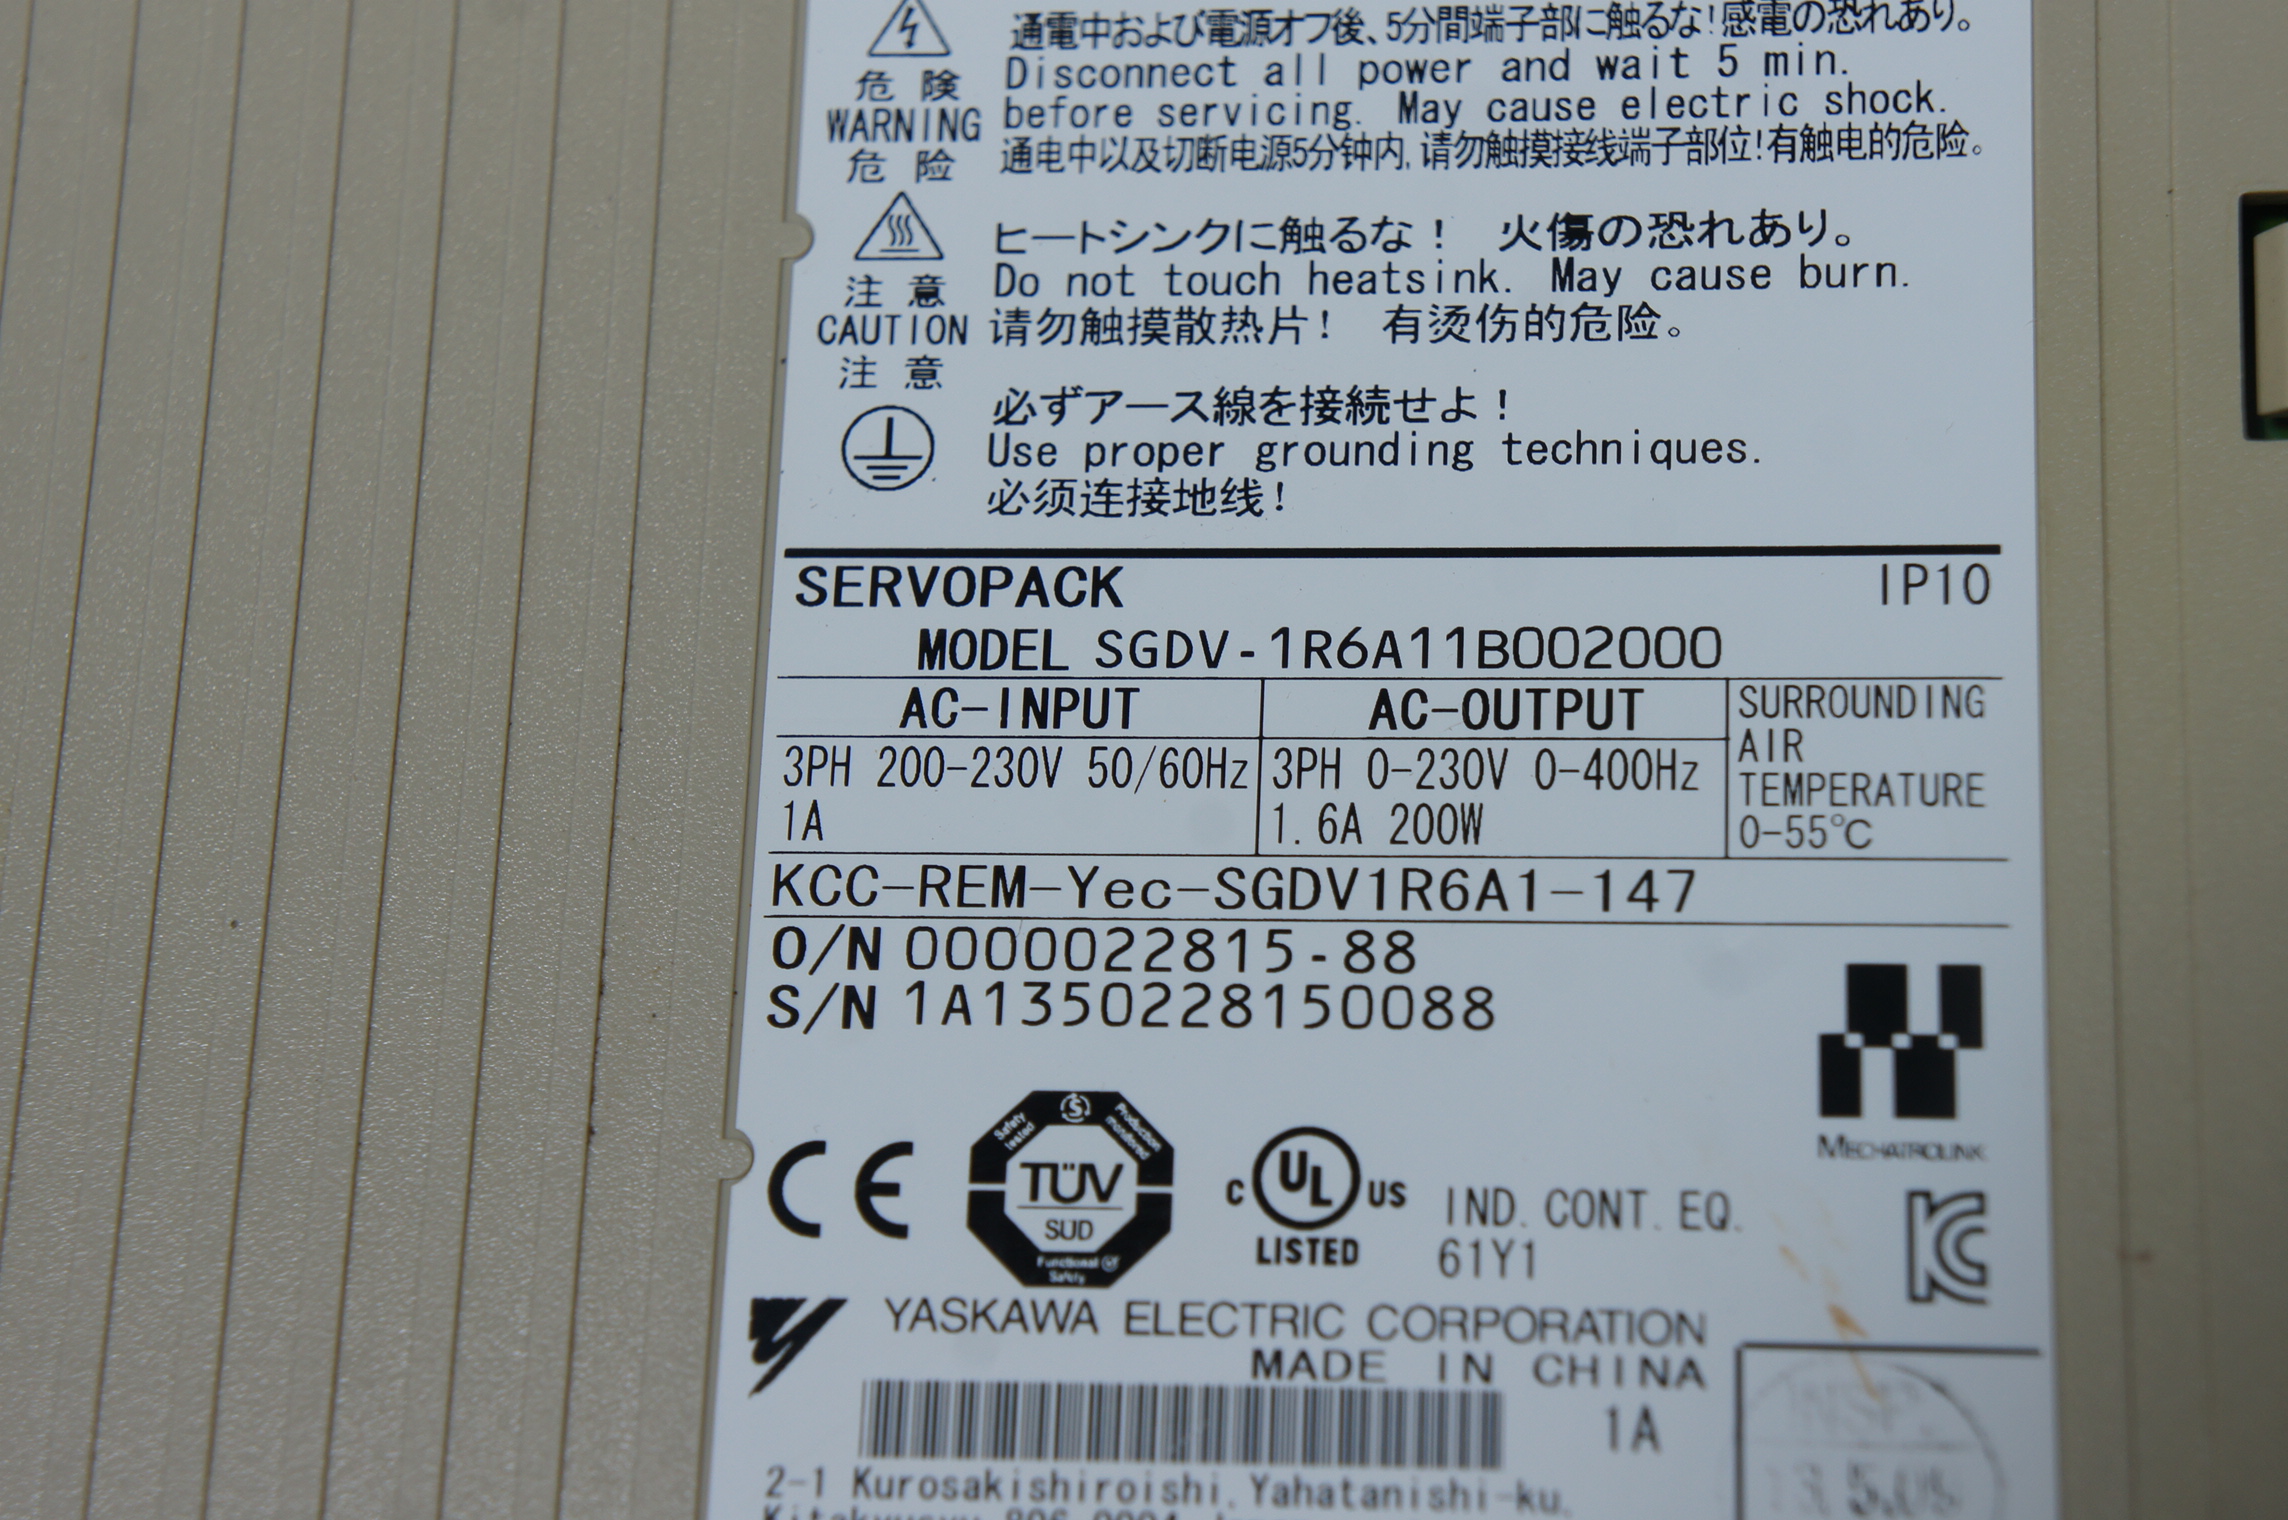 通電中および電源オフ後、5分間端子部に触るな!感電の恐れあり。
危険 Disconnect all power and wait 5 min.
WARNING before servicing. May cause electric shock.
危险 通电中以及切断电源5分钟内,请勿触摸接线端子部位!有触电的危险。
ヒートシンクに触るな! 火傷の恐れあり。
注意 Do not touch heatsink. May cause burn.
CAUTION 请勿触摸散热片! 有烫伤的危险。
注意
必ずアース線を接続せよ!
Use proper grounding techniques.
必须连接地线!
SERVOPACK IP10
MODEL SGDV-1R6A11B002000
AC-INPUT AC-OUTPUT SURROUNDING
AIR
3PH 200-230V 50/60Hz 3PH 0-230V 0-400Hz TEMPERATURE
1A 1.6A 200W 0-55℃
KCC-REM-Yec-SGDV1R6A1-147
O/N 0000022815-88
S/N 1A1350228150088
MECHATROLINK
Safety tested S Production monitored
CE TÜV C UL US IND. CONT. EQ.
SÜD LISTED 61Y1
Functional
Safety
YASKAWA ELECTRIC CORPORATION
MADE IN CHINA
1A
2-1 Kurosakishiroishi, Yahatanishi-ku,